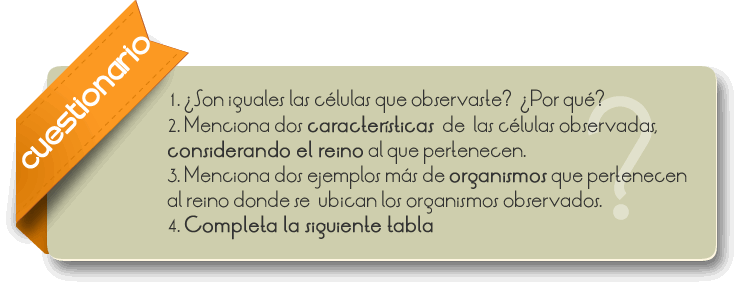 cuestionario
1. ¿Son iguales las células que observaste? ¿Por qué?
2. Menciona dos características de las células observadas,
considerando el reino al que pertenecen.
3. Menciona dos ejemplos más de organismos que pertenecen
al reino donde se ubican los organismos observados.
4. Completa la siguiente tabla
?